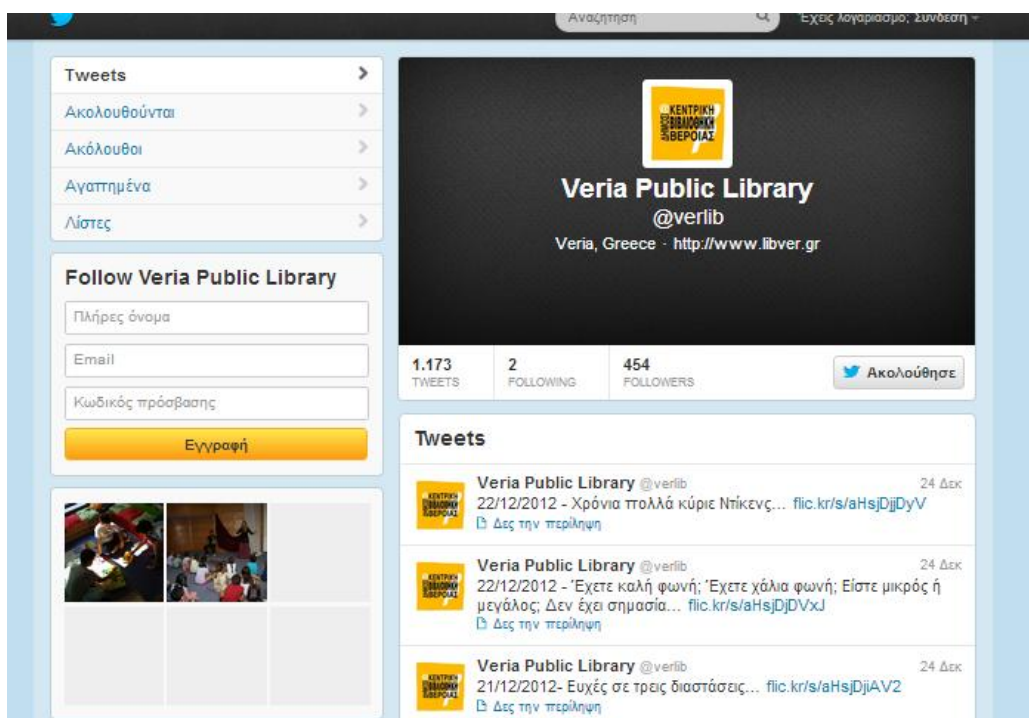 Αναζήτηση
Έχεις λογαριασμό; Σύνδεση
Tweets
Ακολουθούνται
Ακόλουθοι
Αγαπημένα
Λίστες
Follow Veria Public Library
Πλήρες όνομα
Email
Κωδικός πρόσβασης
Εγγραφή
ΚΕΝΤΡΙΚΗ
ΒΙΒΛΙΟΘΗΚΗ
ΒΕΡΟΙΑΣ
Veria Public Library
@verlib
Veria, Greece · http://www.libver.gr
1.173
TWEETS
2
FOLLOWING
454
FOLLOWERS
Ακολούθησε
Tweets
Veria Public Library @verlib 24 Δεκ
22/12/2012 - Χρόνια πολλά κύριε Ντίκενς... flic.kr/s/aHsjDjjDyV
Δες την περίληψη
Veria Public Library @verlib 24 Δεκ
22/12/2012 - Έχετε καλή φωνή; Έχετε χάλια φωνή; Είστε μικρός ή
μεγάλος; Δεν έχει σημασία... flic.kr/s/aHsjDjDVxJ
Δες την περίληψη
Veria Public Library @verlib 24 Δεκ
21/12/2012- Ευχές σε τρεις διαστάσεις... flic.kr/s/aHsjDjiAV2
Δες την περίληψη